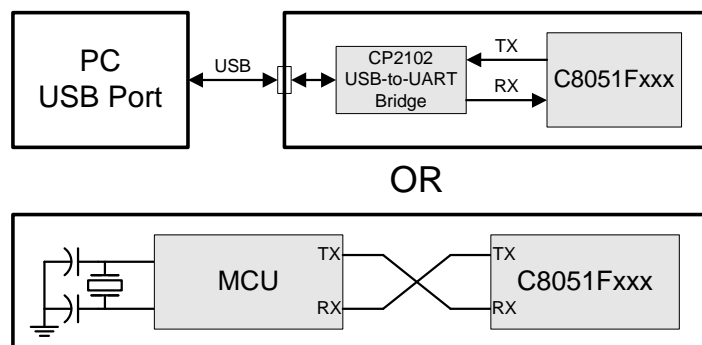 PC
USB Port
USB
CP2102
USB-to-UART
Bridge
TX
RX
C8051Fxxx
OR
MCU
TX
RX
TX
RX
C8051Fxxx